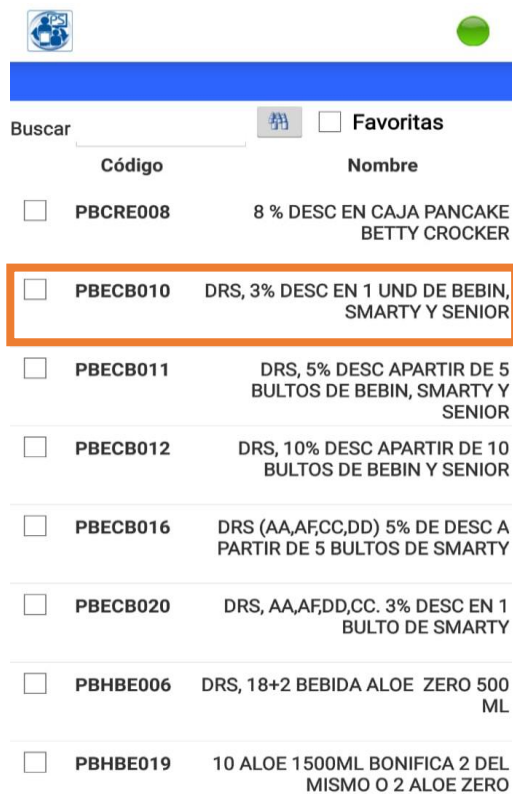 PSI
Buscar Favoritas
Código Nombre
PBCRE008 8 % DESC EN CAJA PANCAKE
BETTY CROCKER
PBECB010 DRS, 3% DESC EN 1 UND DE BEBIN,
SMARTY Y SENIOR
PBECB011 DRS, 5% DESC APARTIR DE 5
BULTOS DE BEBIN, SMARTY Y
SENIOR
PBECB012 DRS, 10% DESC APARTIR DE 10
BULTOS DE BEBIN Y SENIOR
PBECB016 DRS (AA,AF,CC,DD) 5% DE DESC A
PARTIR DE 5 BULTOS DE SMARTY
PBECB020 DRS, AA,AF,DD,CC. 3% DESC EN 1
BULTO DE SMARTY
PBHBE006 DRS, 18+2 BEBIDA ALOE  ZERO 500
ML
PBHBE019 10 ALOE 1500ML BONIFICA 2 DEL
MISMO O 2 ALOE ZERO